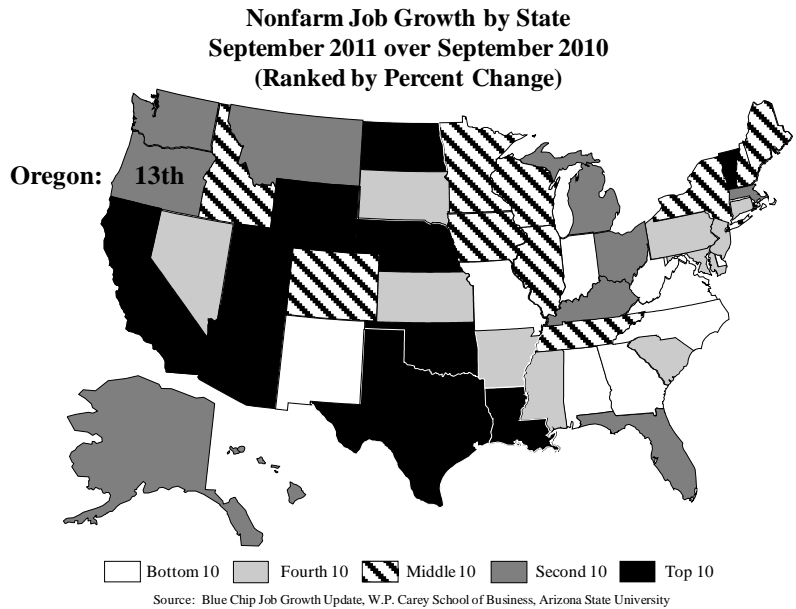 Nonfarm Job Growth by State
September 2011 over September 2010
(Ranked by Percent Change)
Oregon: 13th
Bottom 10 Fourth 10 Middle 10 Second 10 Top 10
Source: Blue Chip Job Growth Update, W.P. Carey School of Business, Arizona State University